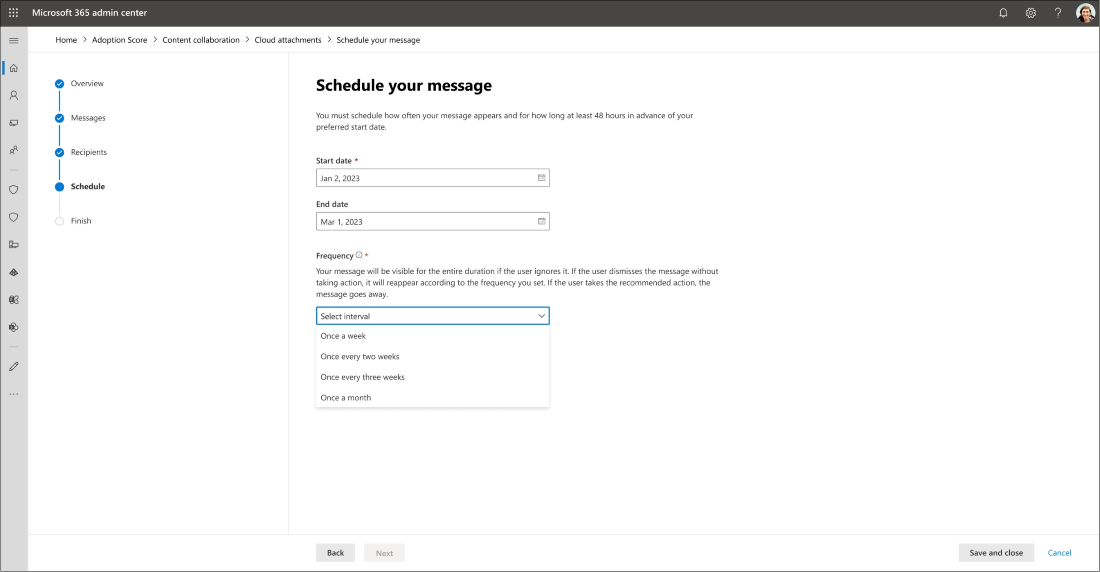 Microsoft 365 admin center
Home > Adoption Score > Content collaboration > Cloud attachments > Schedule your message
Overview
Messages
Recipients
Schedule
Finish
Schedule your message
You must schedule how often your message appears and for how long at least 48 hours in advance of your
preferred start date.
Start date *
Jan 2, 2023
End date
Mar 1, 2023
Frequency *
Your message will be visible for the entire duration if the user ignores it. If the user dismisses the message without
taking action, it will reappear according to the frequency you set. If the user takes the recommended action, the
message goes away.
Select interval
Once a week
Once every two weeks
Once every three weeks
Once a month
Back
Next
Save and close
Cancel